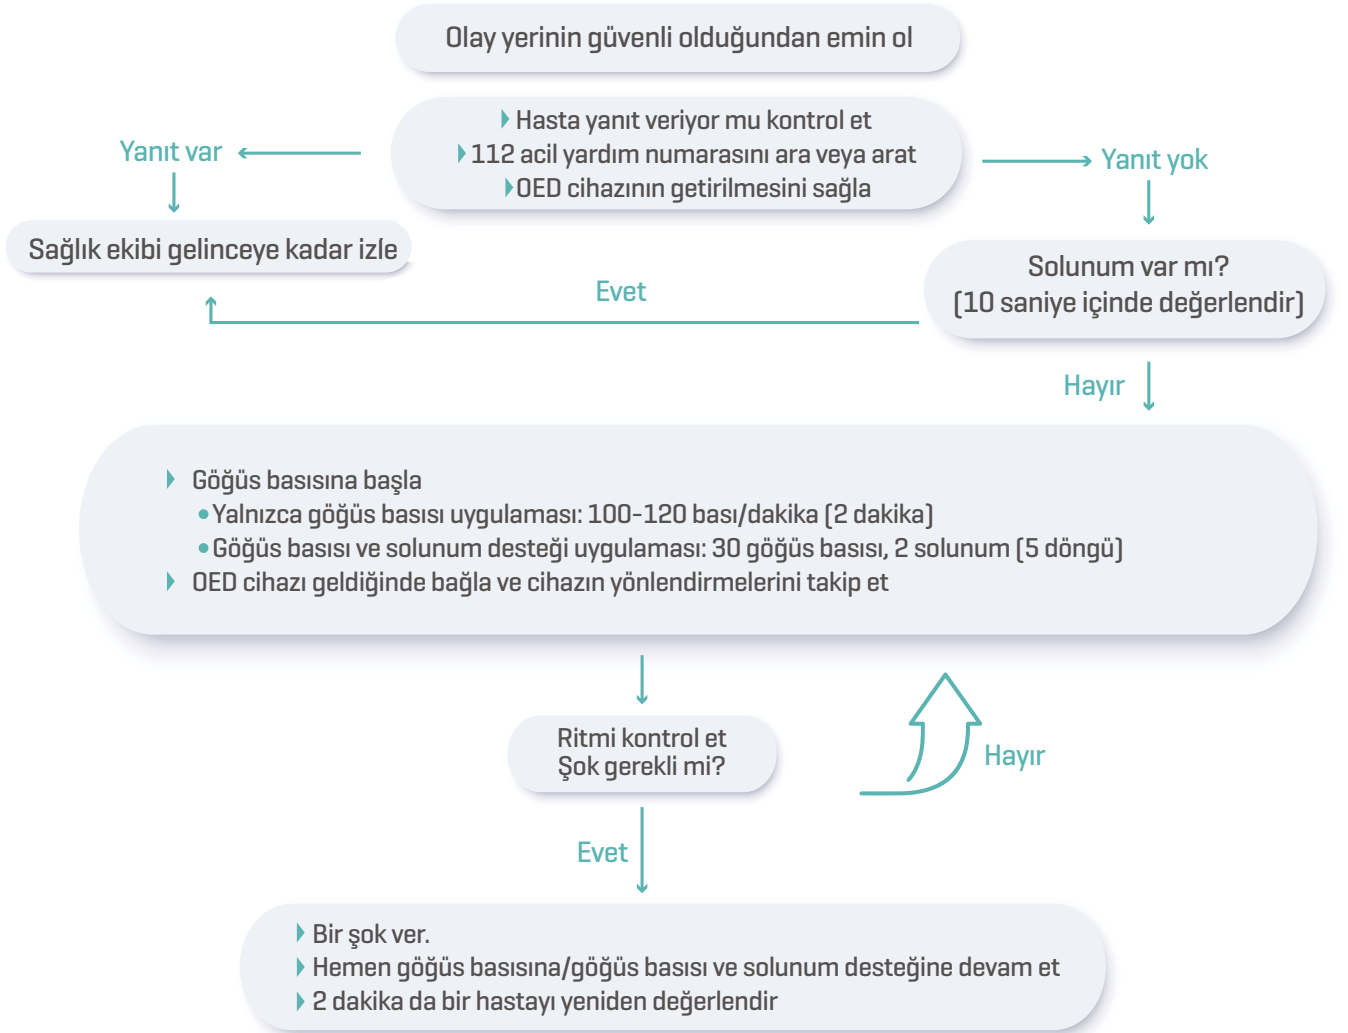 Olay yerinin güvenli olduğundan emin ol
Hasta yanıt veriyor mu kontrol et
112 acil yardım numarasını ara veya arat
OED cihazının getirilmesini sağla
Yanıt var
Yanıt yok
Sağlık ekibi gelinceye kadar izle
Solunum var mı?
(10 saniye içinde değerlendir)
Evet
Hayır
Göğüs basısına başla
• Yalnızca göğüs basısı uygulaması: 100-120 bası/dakika (2 dakika)
• Göğüs basısı ve solunum desteği uygulaması: 30 göğüs basısı, 2 solunum (5 döngü)
OED cihazı geldiğinde bağla ve cihazın yönlendirmelerini takip et
Ritmi kontrol et
Şok gerekli mi?
Hayır
Evet
Bir şok ver.
Hemen göğüs basısına/göğüs basısı ve solunum desteğine devam et
2 dakika da bir hastayı yeniden değerlendir